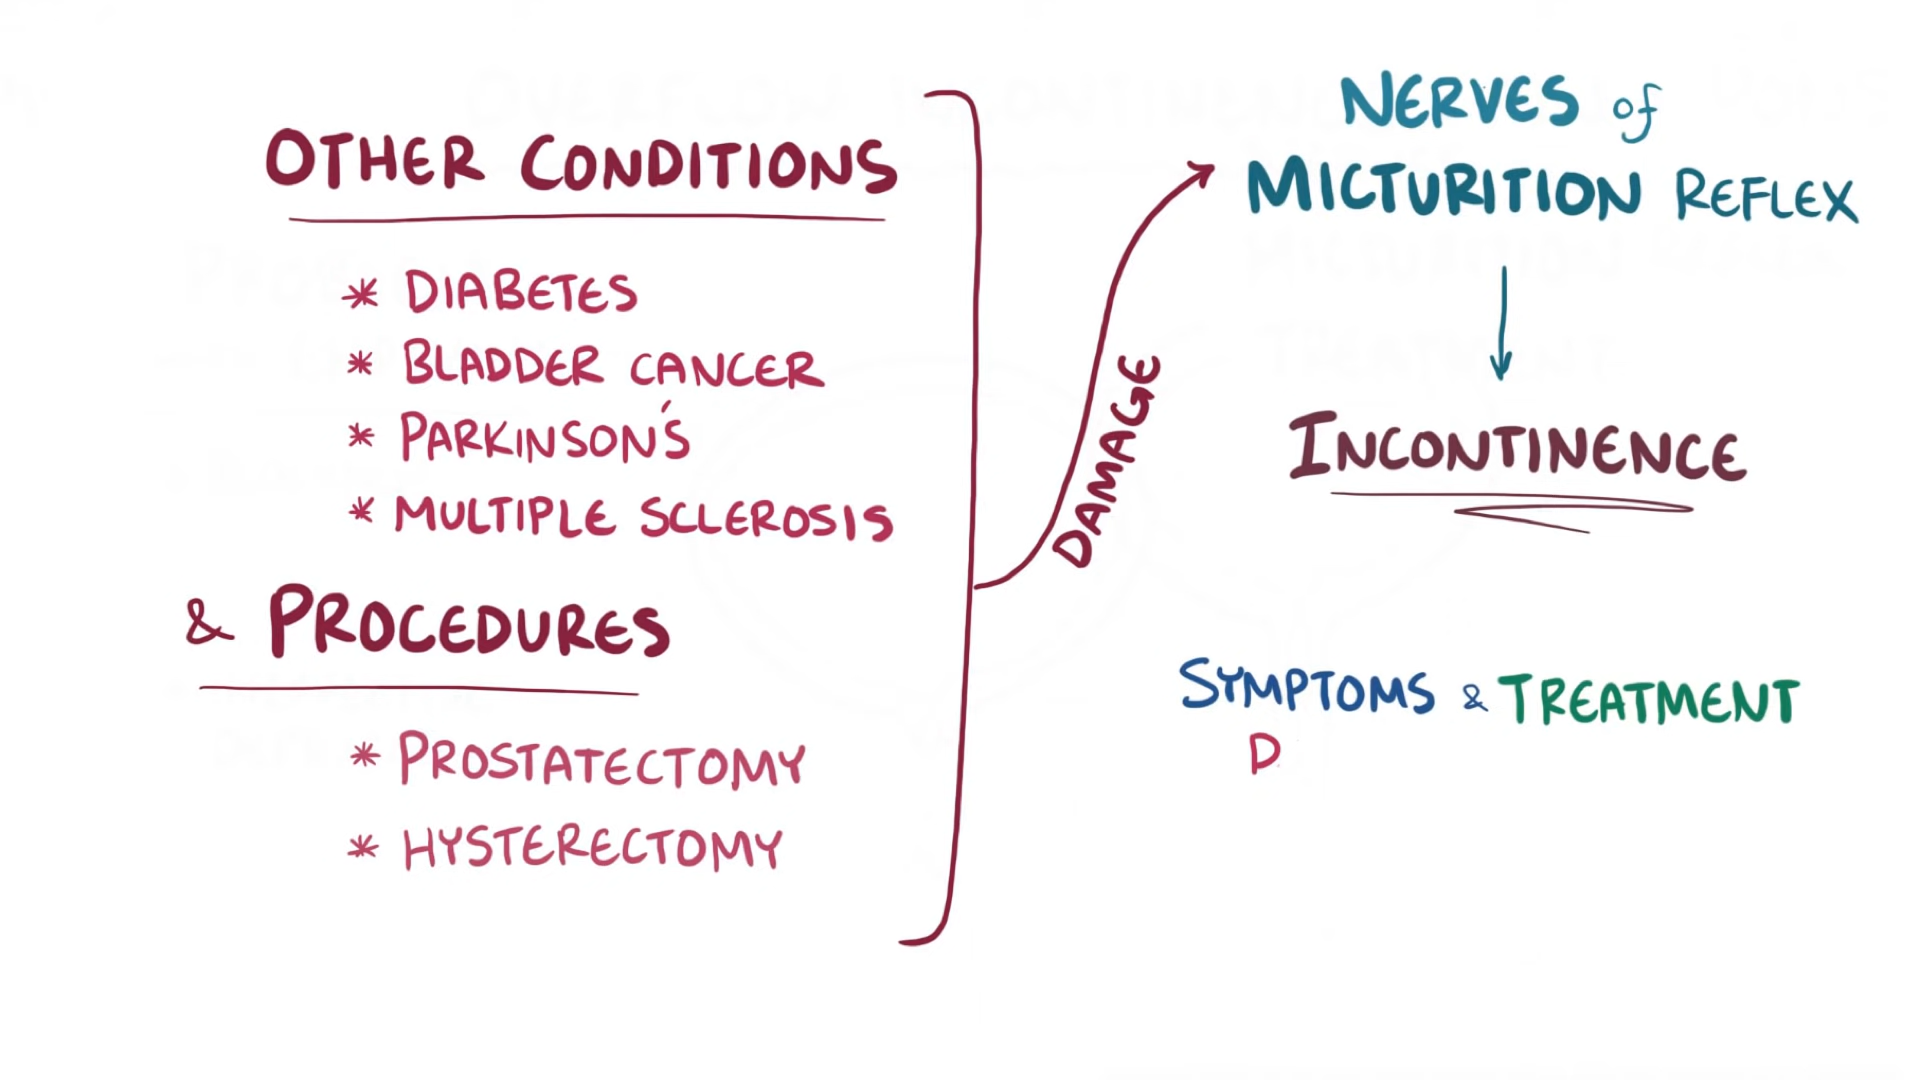 OTHER CONDITIONS
* DIABETES
* BLADDER CANCER
* PARKINSON'S
* MULTIPLE SCLEROSIS
& PROCEDURES
* PROSTATECTOMY
* HYSTERECTOMY
DAMAGE
NERVES of
MICTURITION REFLEX
INCONTINENCE
SYMPTOMS & TREATMENT
D